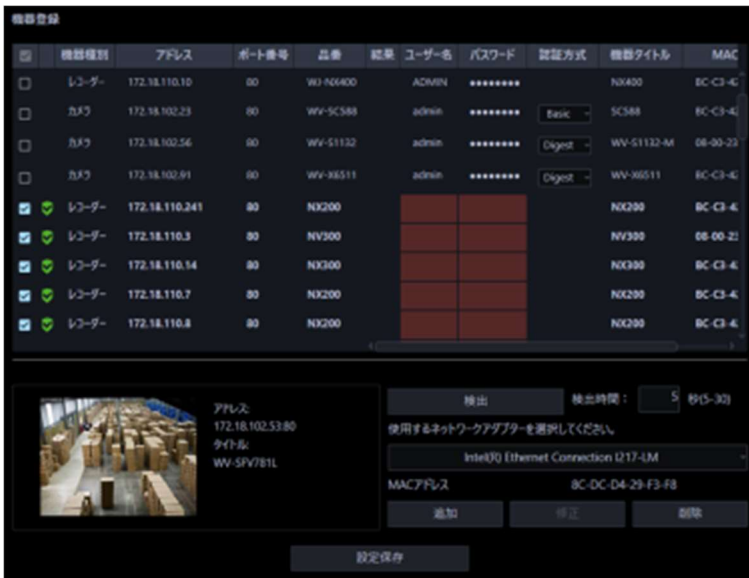 機器登録
機器種別 アドレス ポート番号 品番 結果 ユーザー名 パスワード 認証方式 機器タイトル MAC
レコーダー 172.18.110.10 80 WJ-NX400 ADMIN ******** NX400
カメラ 172.18.102.23 80 WV-SC588 admin ******** Basic SC588
カメラ 172.18.102.56 80 WV-S1132 admin ******** Digest WV-S1132-M 08-00-23
カメラ 172.18.102.91 80 WV-X6511 admin ******** Digest WV-X6511
レコーダー 172.18.110.241 80 NX200 NX200
レコーダー 172.18.110.3 80 NV300 NV300
レコーダー 172.18.110.14 80 NX300 NX300
レコーダー 172.18.110.7 80 NX200 NX200
レコーダー 172.18.110.8 80 NX200 NX200
アドレス:
172.18.102.53:80
タイトル:
WV-SFV781L
検出 検出時間: 5 秒(5-30)
使用するネットワークアダプターを選択してください。
Intel(R) Ethernet Connection I217-LM
MACアドレス 8C-DC-D4-29-F3-F8
追加 修正 削除
設定保存